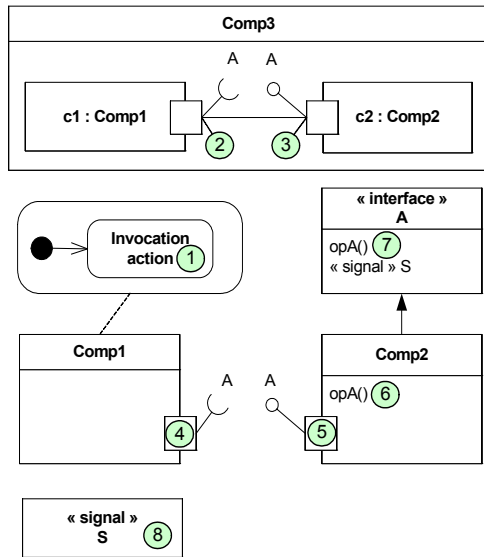 Comp3
A A
c1 : Comp1
c2 : Comp2
2 3
« interface »
A
Invocation
action 1
opA() 7
« signal » S
Comp1
Comp2
A A
opA() 6
4 5
« signal »
S 8